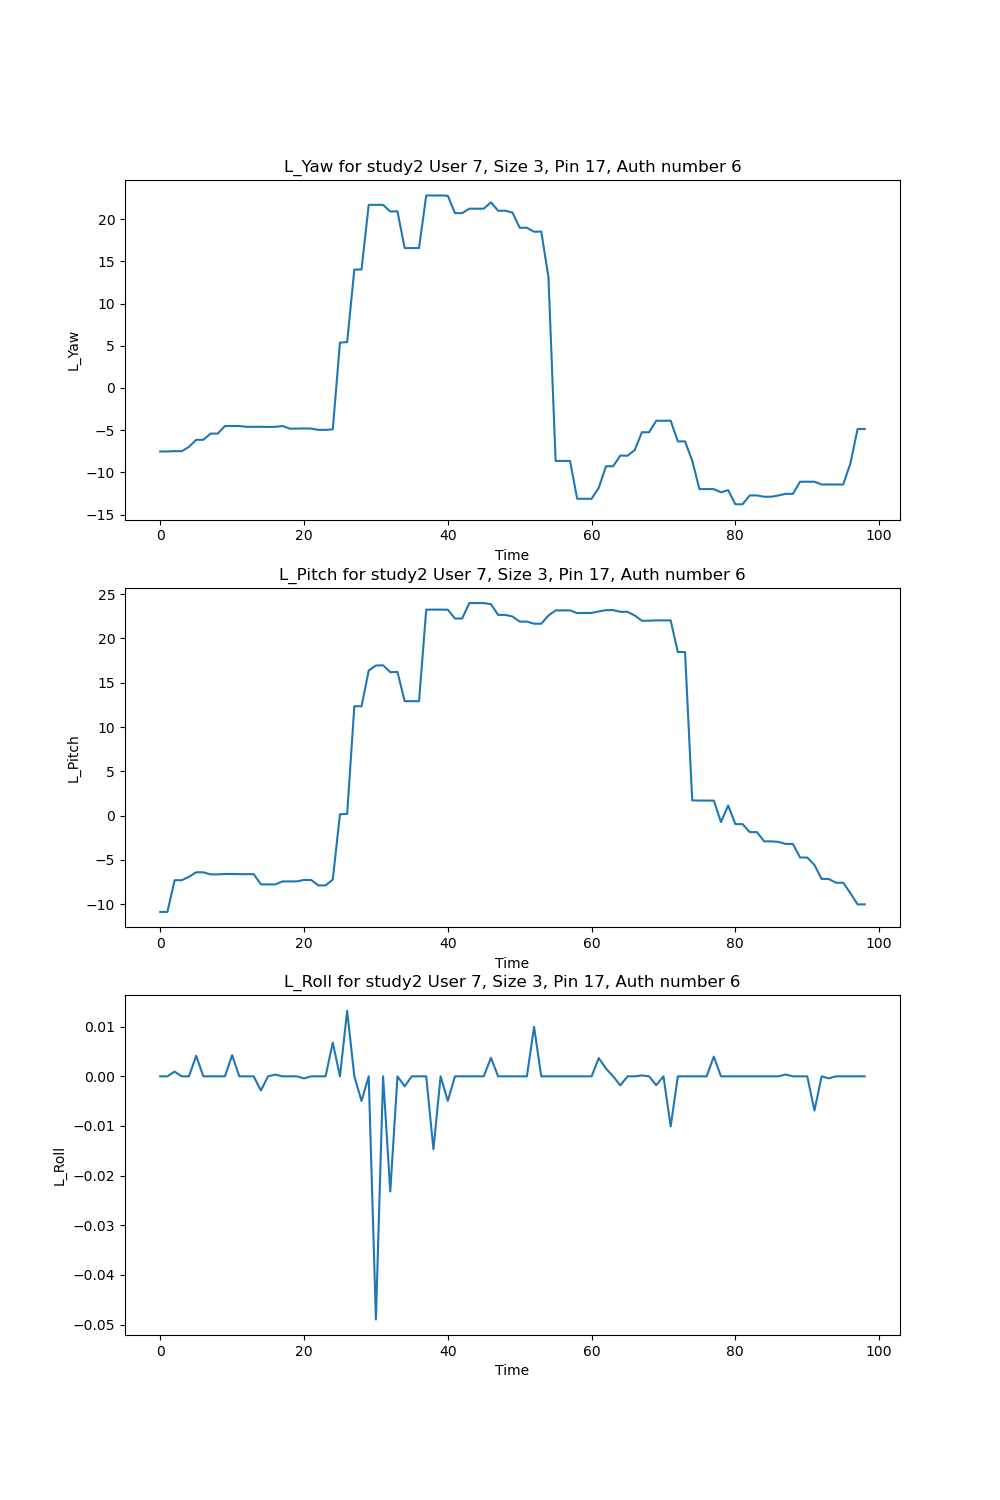 L_Yaw for study2 User 7, Size 3, Pin 17, Auth number 6
20
15
10
5
0
−5
−10
−15
L_Yaw
0 20 40 60 80 100
Time
L_Pitch for study2 User 7, Size 3, Pin 17, Auth number 6
25
20
15
10
5
0
−5
−10
L_Pitch
0 20 40 60 80 100
Time
L_Roll for study2 User 7, Size 3, Pin 17, Auth number 6
0.01
0.00
−0.01
−0.02
−0.03
−0.04
−0.05
L_Roll
0 20 40 60 80 100
Time